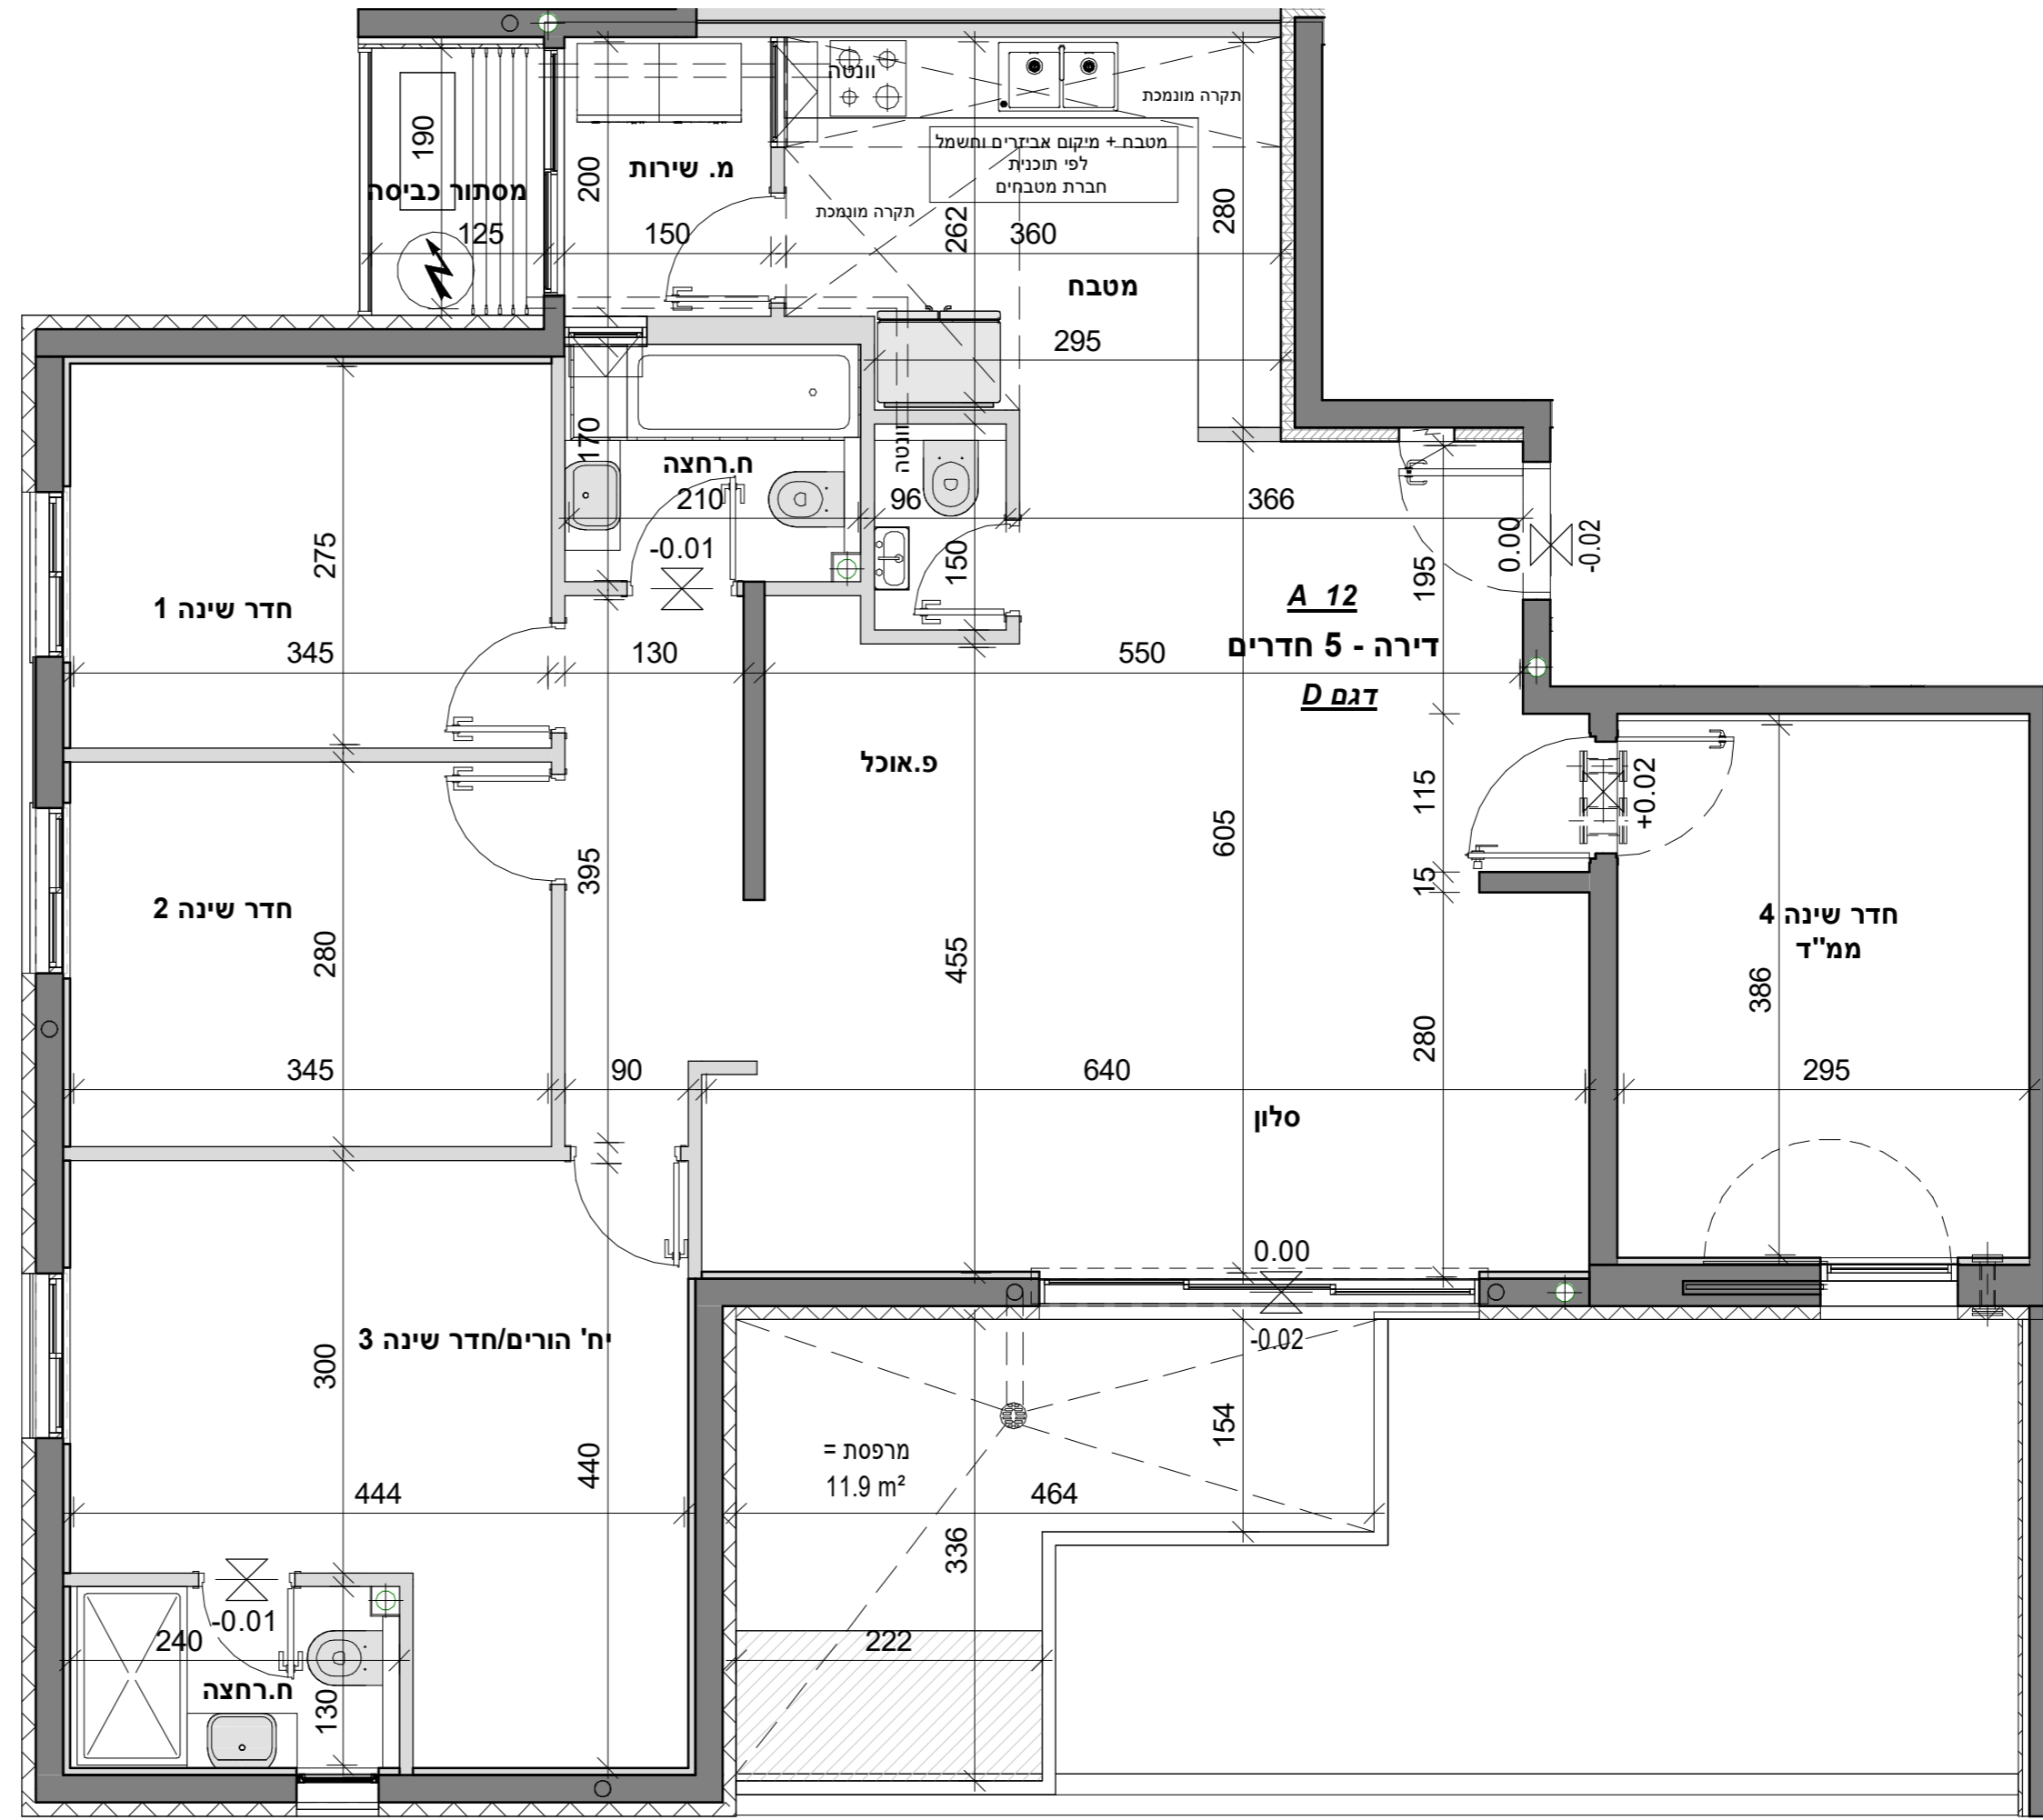 וונטה
תקרה מונמכת
190
200
מ. שירות
מטבח + מיקום אביזרים וחשמל
לפי תוכנית
חברת מטבחים
מסתור כביסה
תקרה מונמכת
262
280
125
150
360
מטבח
295
170
ח.רחצה
וונטה
210
96
366
-0.01
150
195
0.00
-0.02
275
חדר שינה 1
A 12
דירה - 5 חדרים
345
130
550
דגם D
פ.אוכל
115
+0.02
605
395
15
חדר שינה 2
חדר שינה 4
ממ"ד
280
455
386
280
345
90
640
295
סלון
0.00
יח' הורים/חדר שינה 3
-0.02
300
154
440
מרפסת =
11.9 m²
444
464
336
-0.01
240
222
ח.רחצה
130